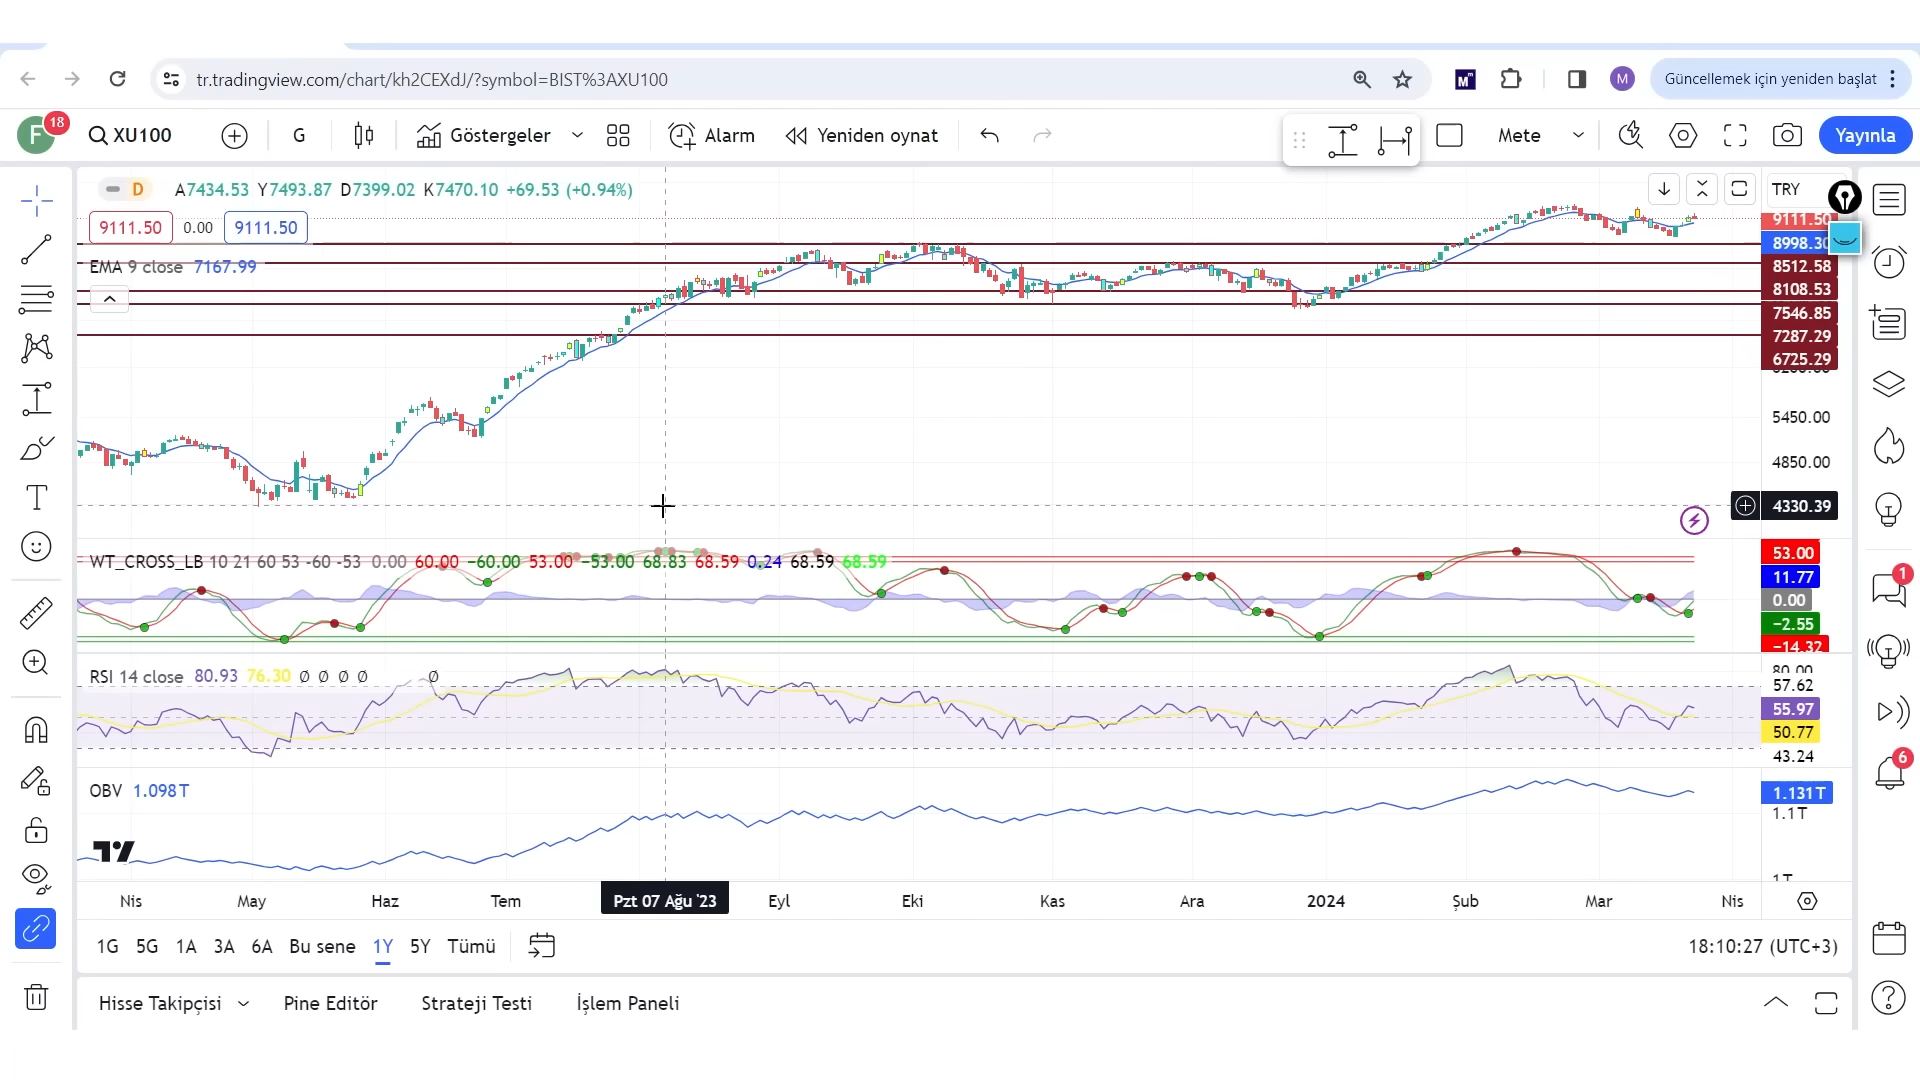 tr.tradingview.com/chart/kh2CEXdJ/?symbol=BIST%3AXU100
M
M
Güncellemek için yeniden başlat
F
18
XU100
G
Göstergeler
Alarm
Yeniden oynat
Mete
Yayınla
D
A7434.53 Y7493.87 D7399.02 K7470.10 +69.53 (+0.94%)
TRY
9111.50 0.00 9111.50
9111.50
8998.30
EMA 9 close 7167.99
8512.58
8108.53
7546.85
7287.29
6725.29
5450.00
4850.00
4330.39
WT_CROSS_LB 10 21 60 53 -60 -53 0.00 60.00 −60.00 53.00 −53.00 68.83 68.59 0.24 68.59 68.59
53.00
11.77
0.00
−2.55
−14.32
1
RSI 14 close 80.93 76.30 Ø Ø Ø Ø Ø
80.00
57.62
55.97
50.77
43.24
6
OBV 1.098T
1.131T
1.1T
1T
Nis May Haz Tem Pzt 07 Ağu '23 Eyl Eki Kas Ara 2024 Şub Mar Nis
1G 5G 1A 3A 6A Bu sene 1Y 5Y Tümü
18:10:27 (UTC+3)
Hisse Takipçisi Pine Editör Strateji Testi İşlem Paneli